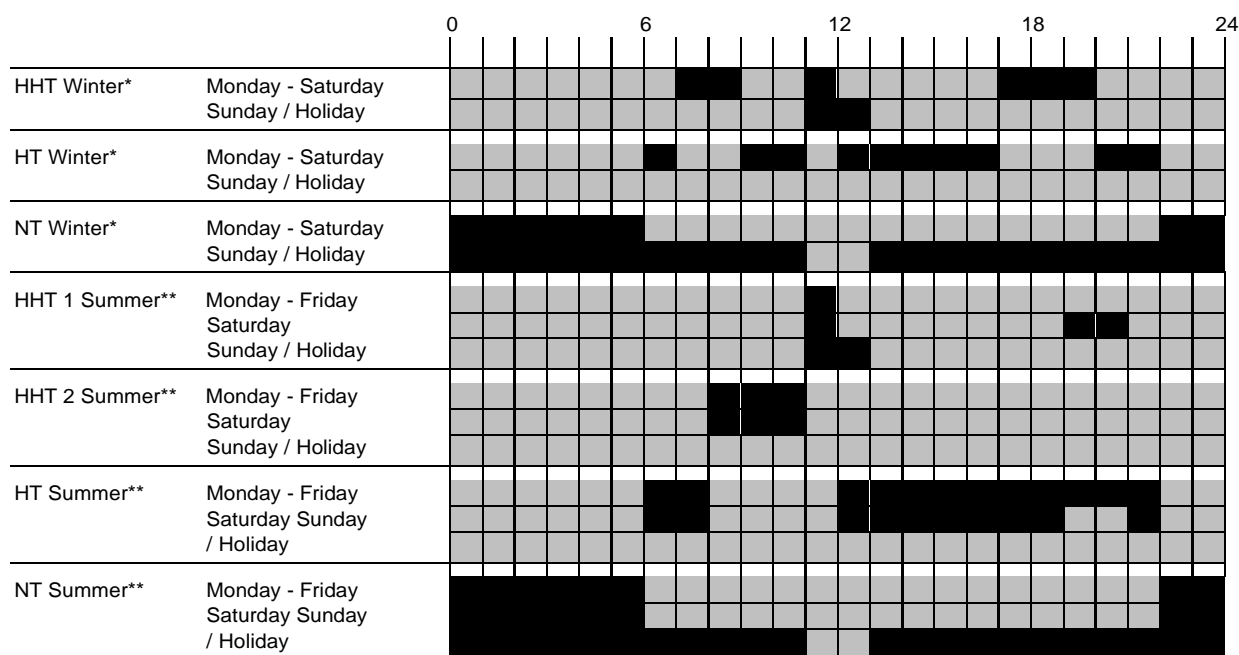 0 6 12 18 24
HHT Winter* Monday - Saturday
Sunday / Holiday
HT Winter* Monday - Saturday
Sunday / Holiday
NT Winter* Monday - Saturday
Sunday / Holiday
HHT 1 Summer** Monday - Friday
Saturday
Sunday / Holiday
HHT 2 Summer** Monday - Friday
Saturday
Sunday / Holiday
HT Summer** Monday - Friday
Saturday Sunday
/ Holiday
NT Summer** Monday - Friday
Saturday Sunday
/ Holiday